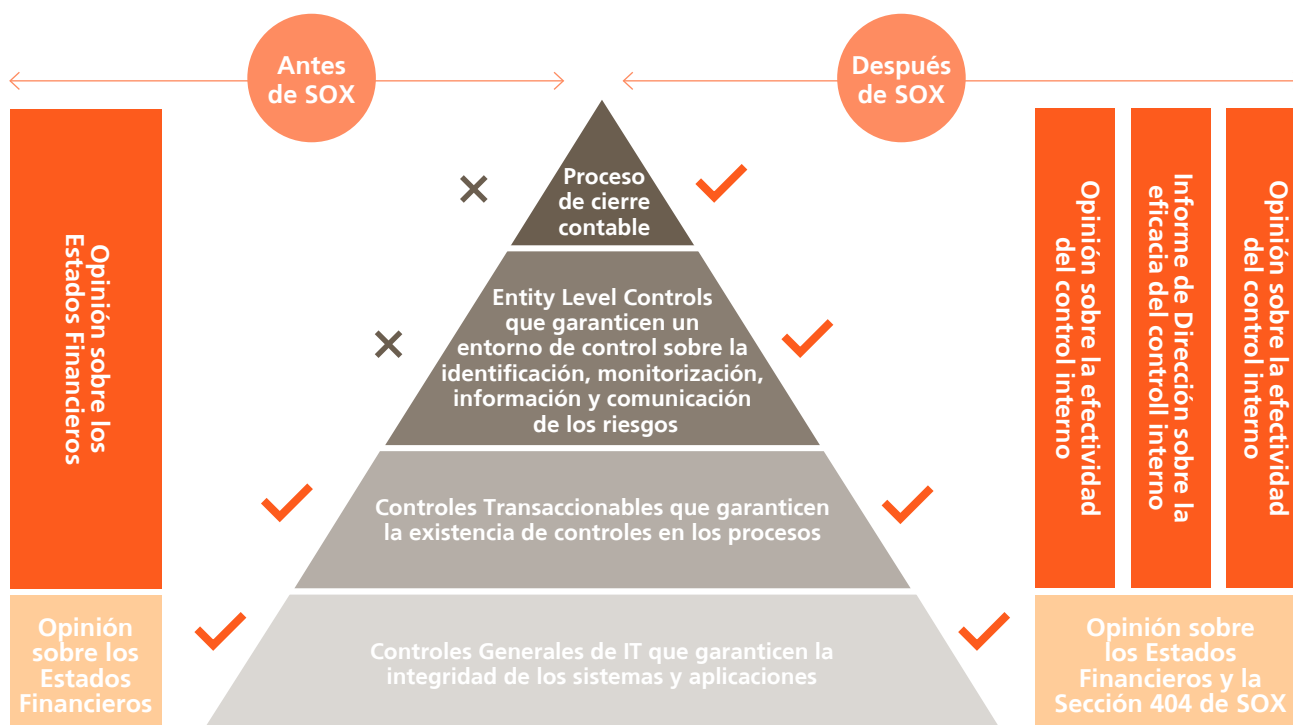 Antes
de SOX
Después
de SOX
Opinión sobre los
Estados Financieros
Opinión
sobre los
Estados
Financieros
Proceso
de cierre
contable
Entity Level Controls
que garanticen un
entorno de control sobre la
identificación, monitorización,
información y comunicación
de los riesgos
Controles Transaccionables que garanticen
la existencia de controles en los procesos
Controles Generales de IT que garanticen la
integridad de los sistemas y aplicaciones
Opinión sobre la efectividad
del control interno
Informe de Dirección sobre la
eficacia del controll interno
Opinión sobre la efectividad
del control interno
Opinión sobre
los Estados
Financieros y la
Sección 404 de SOX